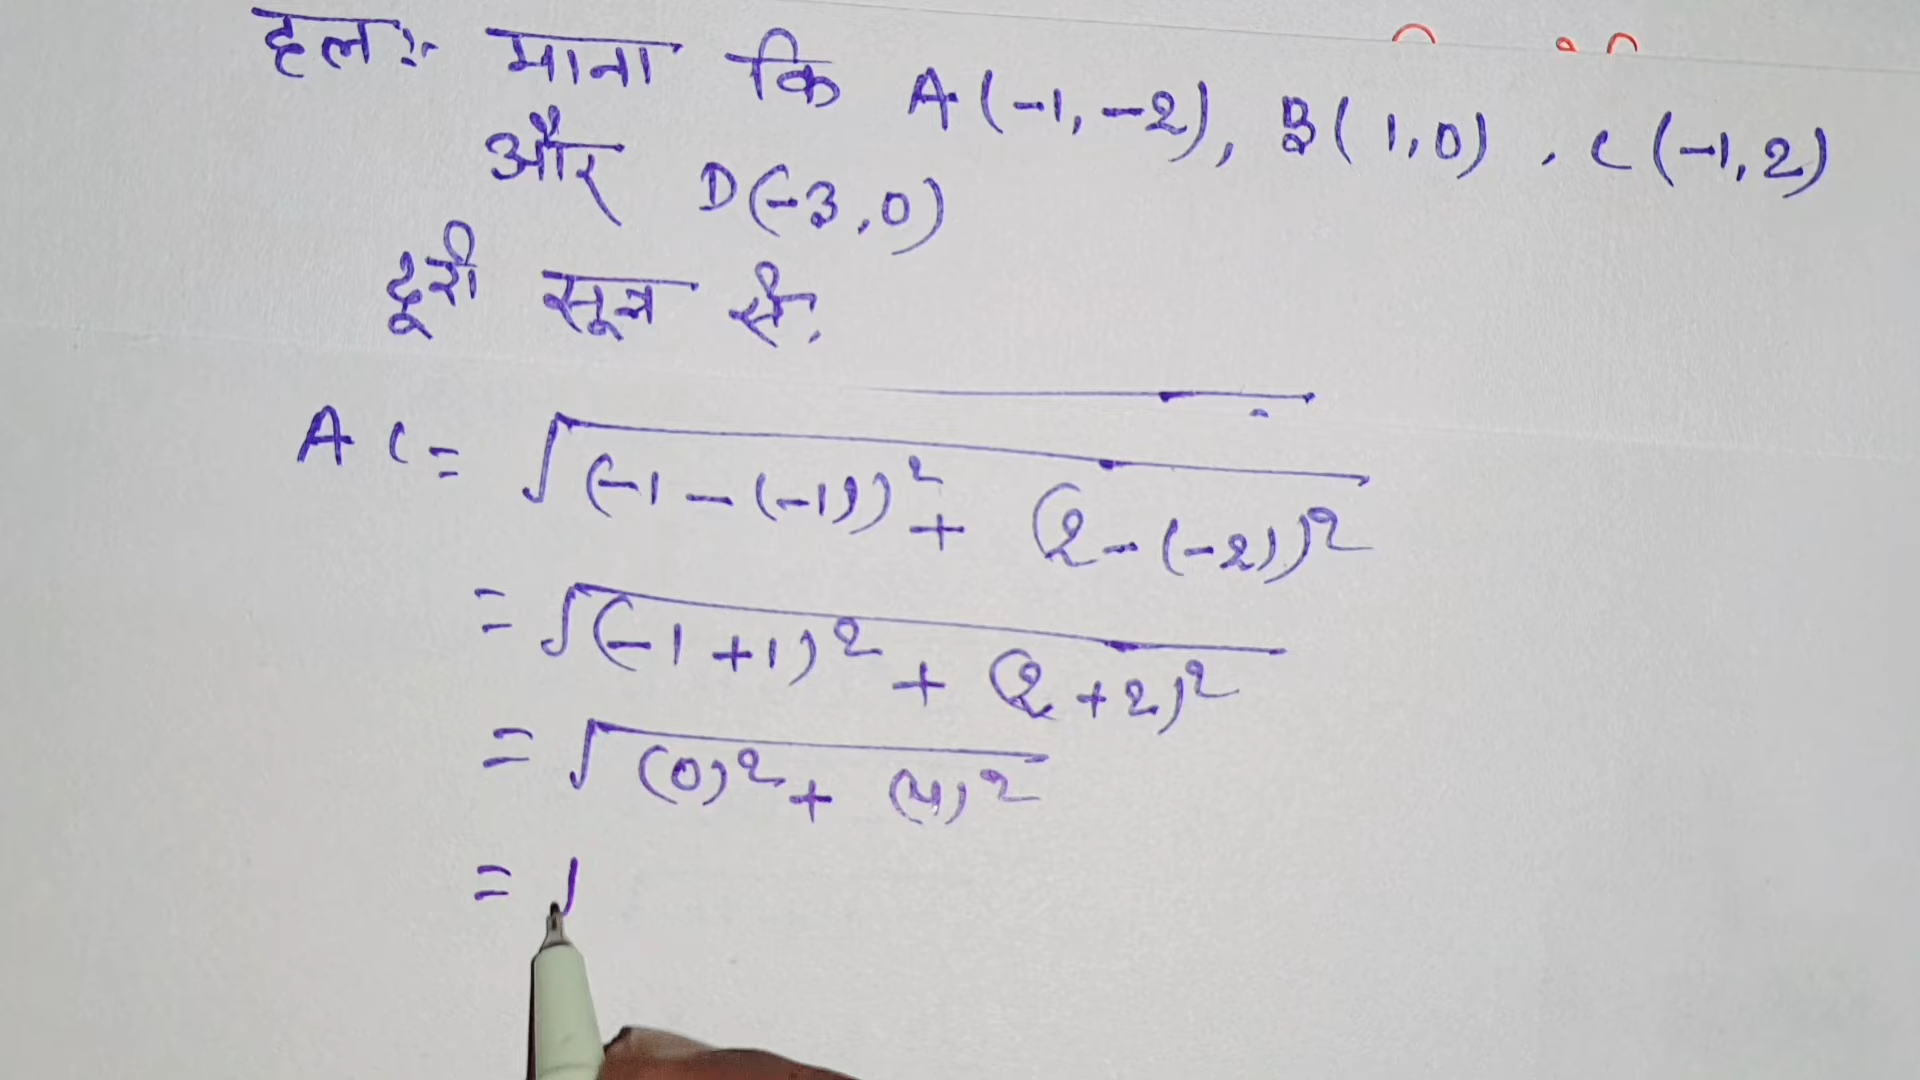 हल:- माना कि A(-1,-2), B(1,0), C(-1,2)
और D(-3,0)
दूरी सूत्र से,
AC = √(-1-(-1))² + (2-(-2))²
= √(-1+1)² + (2+2)²
= √(0)² + (4)²
= √